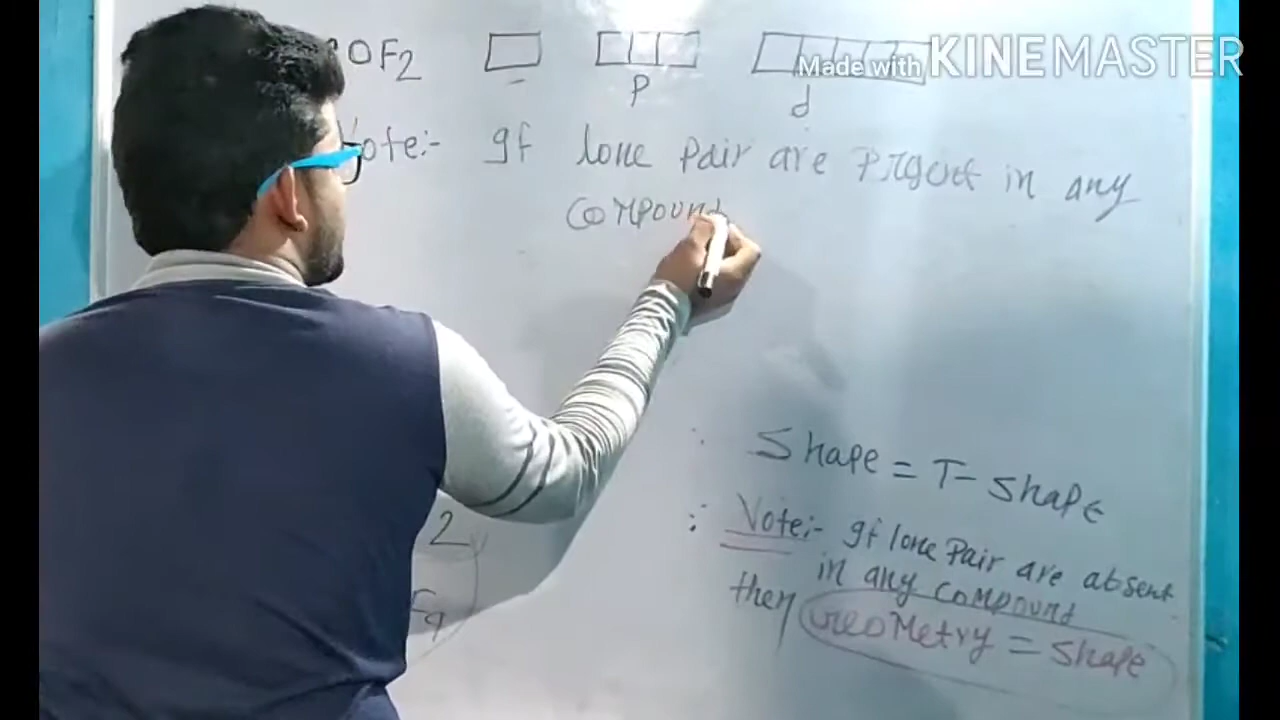 OF2
Made with KINEMASTER
p
d
Note:- If lone pair are present in any
compound
Shape = T-shape
Note:- If lone pair are absent
in any compound
then Geometry = shape
2